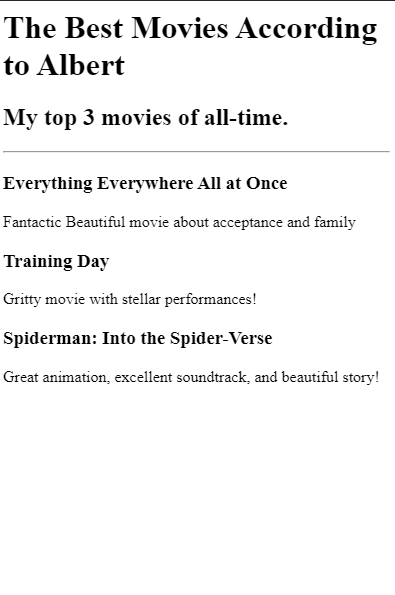 The Best Movies According
to Albert
My top 3 movies of all-time.
Everything Everywhere All at Once
Fantactic Beautiful movie about acceptance and family
Training Day
Gritty movie with stellar performances!
Spiderman: Into the Spider-Verse
Great animation, excellent soundtrack, and beautiful story!